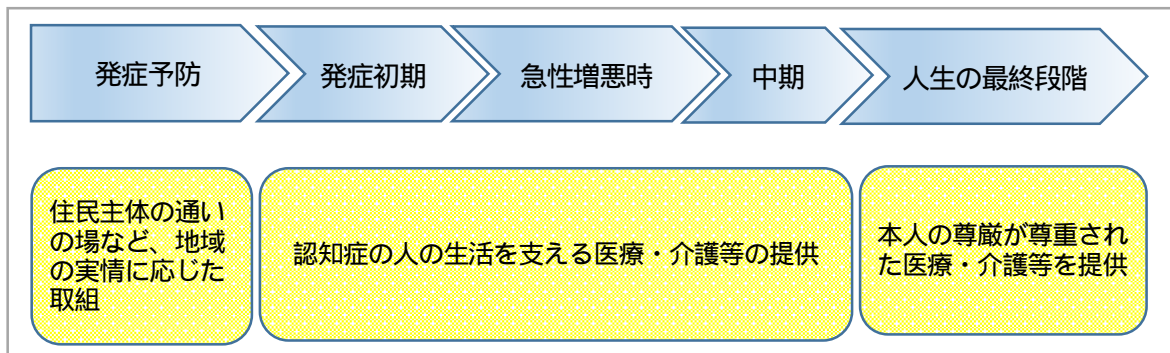 発症予防
発症初期
急性増悪時
中期
人生の最終段階
住民主体の通い
の場など、地域
の実情に応じた
取組
認知症の人の生活を支える医療・介護等の提供
本人の尊厳が尊重され
た医療・介護等を提供